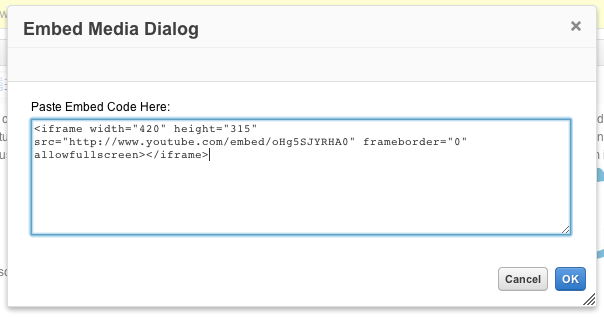 Embed Media Dialog
×
Paste Embed Code Here:
<iframe width="420" height="315"
src="http://www.youtube.com/embed/oHg5SJYRHA0" frameborder="0"
allowfullscreen></iframe>
Cancel
OK